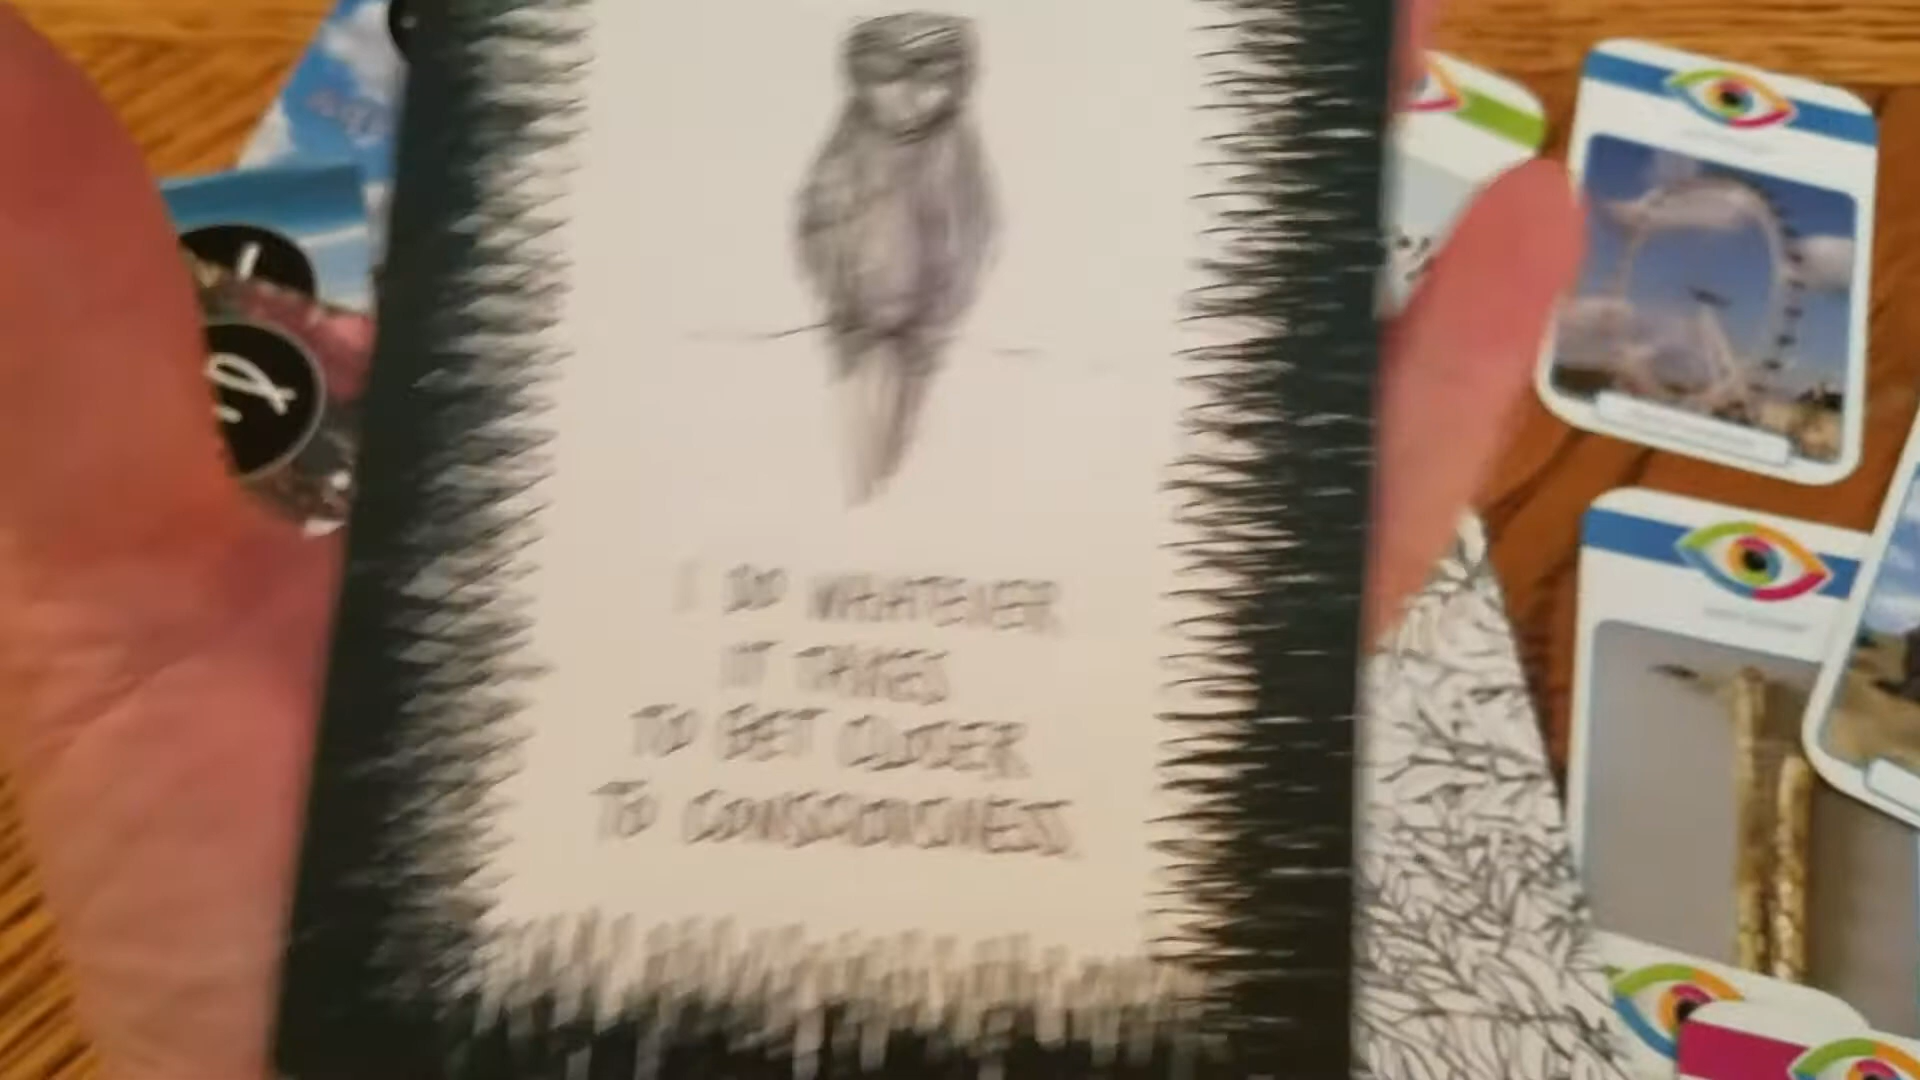 I DO WHATEVER
IT TAKES
TO GET CLOSER
TO CONSCIOUSNESS